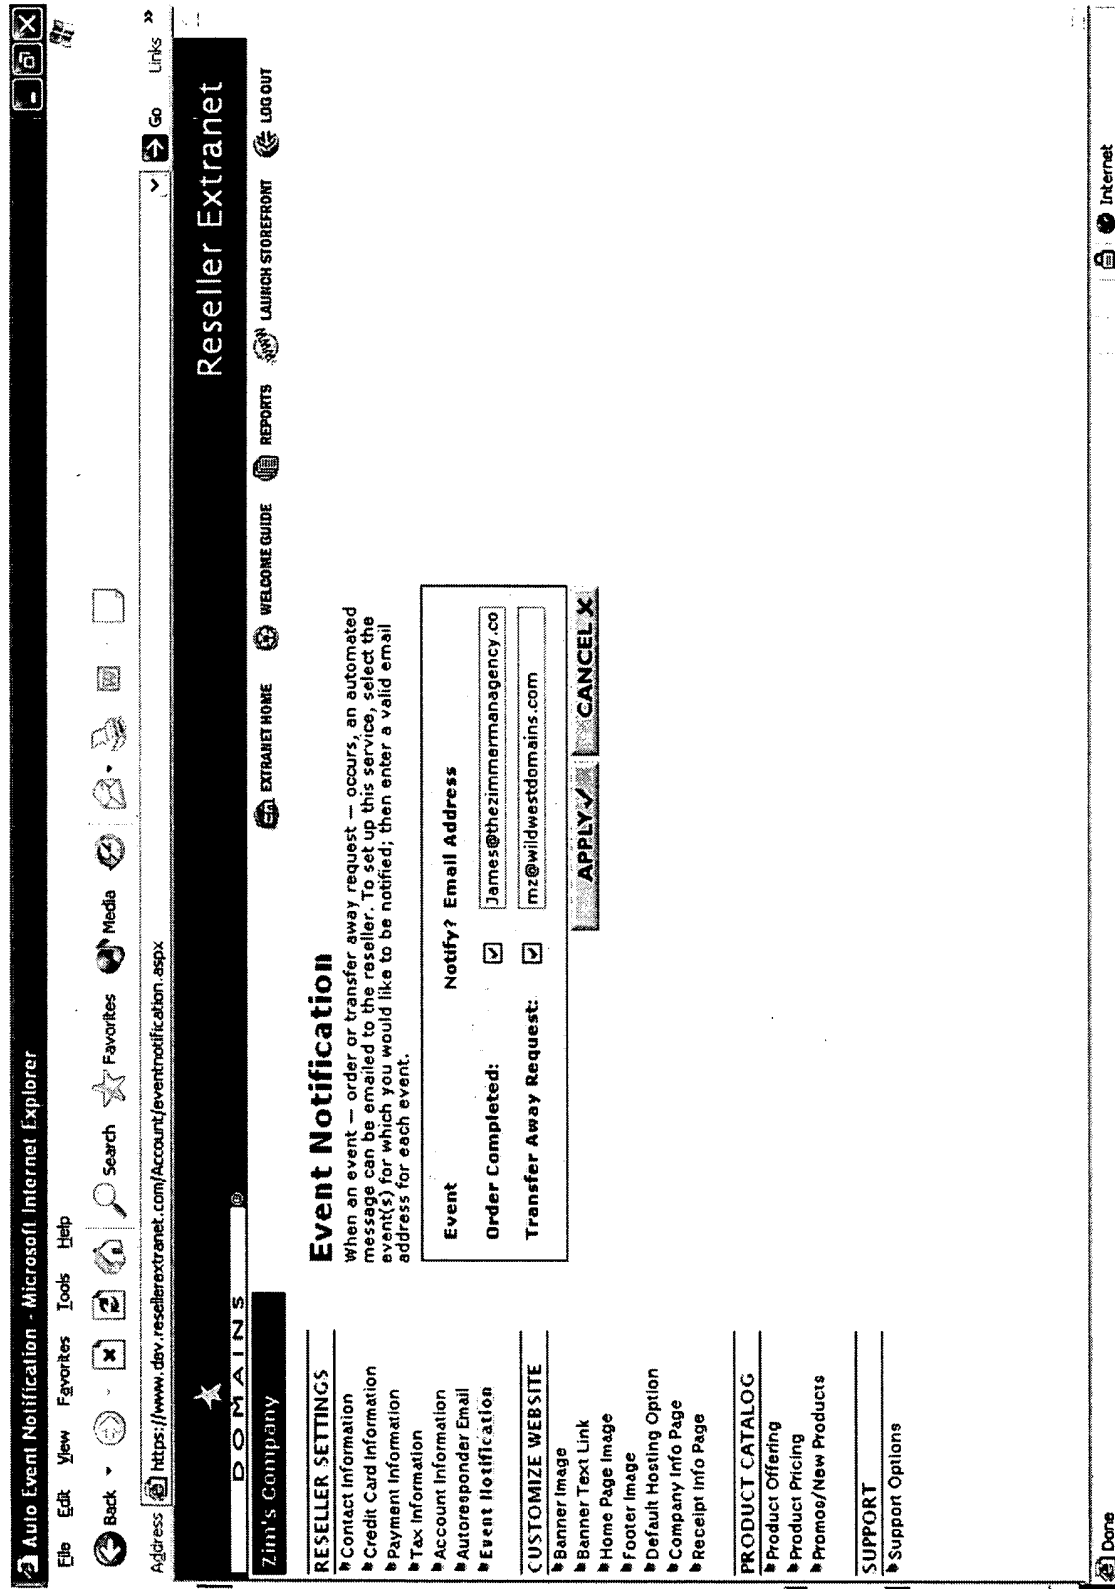 Auto Event Notification - Microsoft Internet Explorer
File Edit View Favorites Tools Help
Back Search Favorites Media
Address https://www.dev.resellerextranet.com/Account/eventnotification.aspx Go Links »
DOMAINS ®
Reseller Extranet
Zim's Company
EXTRANET HOME WELCOME GUIDE REPORTS LAUNCH STOREFRONT LOG OUT
RESELLER SETTINGS
Contact Information
Credit Card Information
Payment Information
Tax Information
Account Information
Autoresponder Email
Event Notification
CUSTOMIZE WEBSITE
Banner Image
Banner Text Link
Home Page Image
Footer Image
Default Hosting Option
Company Info Page
Receipt Info Page
PRODUCT CATALOG
Product Offering
Product Pricing
Promos/New Products
SUPPORT
Support Options
Event Notification
When an event — order or transfer away request — occurs, an automated
message can be emailed to the reseller. To set up this service, select the
event(s) for which you would like to be notified; then enter a valid email
address for each event.
Event Notify? Email Address
Order Completed: James@thezimmermanagency.co
Transfer Away Request: mz@wildwestdomains.com
APPLY CANCEL X
Done Internet